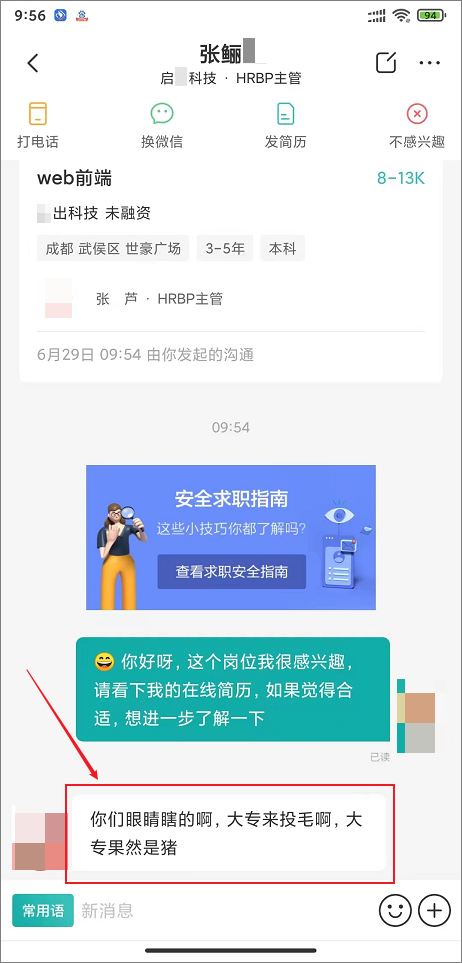 9:56
94
张鲡
启 科技 · HRBP主管
打电话
换微信
发简历
不感兴趣
web前端
8-13K
出科技 未融资
成都 武侯区 世豪广场
3-5年
本科
张 芦 · HRBP主管
6月29日 09:54 由你发起的沟通
09:54
安全求职指南
这些小技巧你都了解吗?
查看求职安全指南
😄 你好呀，这个岗位我很感兴趣，
请看下我的在线简历，如果觉得合
适，想进一步了解一下
已读
你们眼睛瞎的啊，大专来投毛啊，大
专果然是猪
常用语
新消息